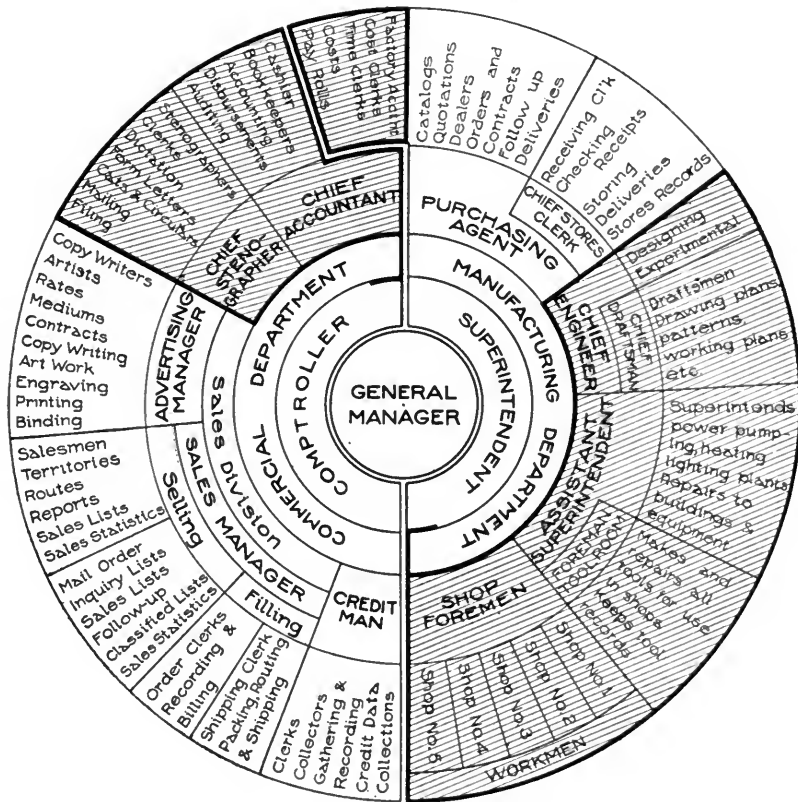 GENERAL
MANAGER
COMPTROLLER
SUPERINTENDENT
COMMERCIAL DEPARTMENT
MANUFACTURING DEPARTMENT
PURCHASING
AGENT
Catalogs
Quotations
Dealers
Orders and
Contracts
Follow up
Deliveries
CHIEF STORES
CLERK
Receiving Cl'k
Checking
Receipts
Storing
Deliveries
Stores Records
CHIEF
ENGINEER
Designing
Experimental
CHIEF
DRAFTSMAN
Draftsmen
Drawing plans,
patterns,
working plans
etc.
ASSISTANT
SUPERINTENDENT
Superintends
power pump-
ing, heating
lighting plants
Repairs to
buildings &
equipment
FOREMAN
TOOLROOM
Makes and
repairs all
tools for use
in shops,
Keeps tool
records
SHOP
FOREMEN
Shop No. 1
Shop No. 2
Shop No. 3
Shop No. 4
Shop No. 5
WORKMEN
CREDIT
MAN
Clerks
Collectors
Gathering &
Recording
Credit Data
Collections
Sales Division
SALES MANAGER
Filling
Order Clerks
Recording &
Billing
Shipping Clerk
Packing, Routing
& Shipping
Selling
Mail Order
Inquiry Lists
Sales Lists
Follow-up
Classified Lists
Sales Statistics
Salesmen
Territories
Routes
Reports
Sales Lists
Sales Statistics
ADVERTISING
MANAGER
Copy Writers
Artists
Rates
Mediums
Contracts
Copy Writing
Art Work
Engraving
Printing
Binding
CHIEF
STENO-
GRAPHER
Stenographers
Clerks
Dictation
Form Letters
Cat's & Circulars
Mailing
Filing
CHIEF
ACCOUNTANT
Cashier
Bookkeepers
Accounting
Disbursements
Auditing
Factory Acc'nt
Cost Clerks
Time Clerks
Costs
Pay Rolls